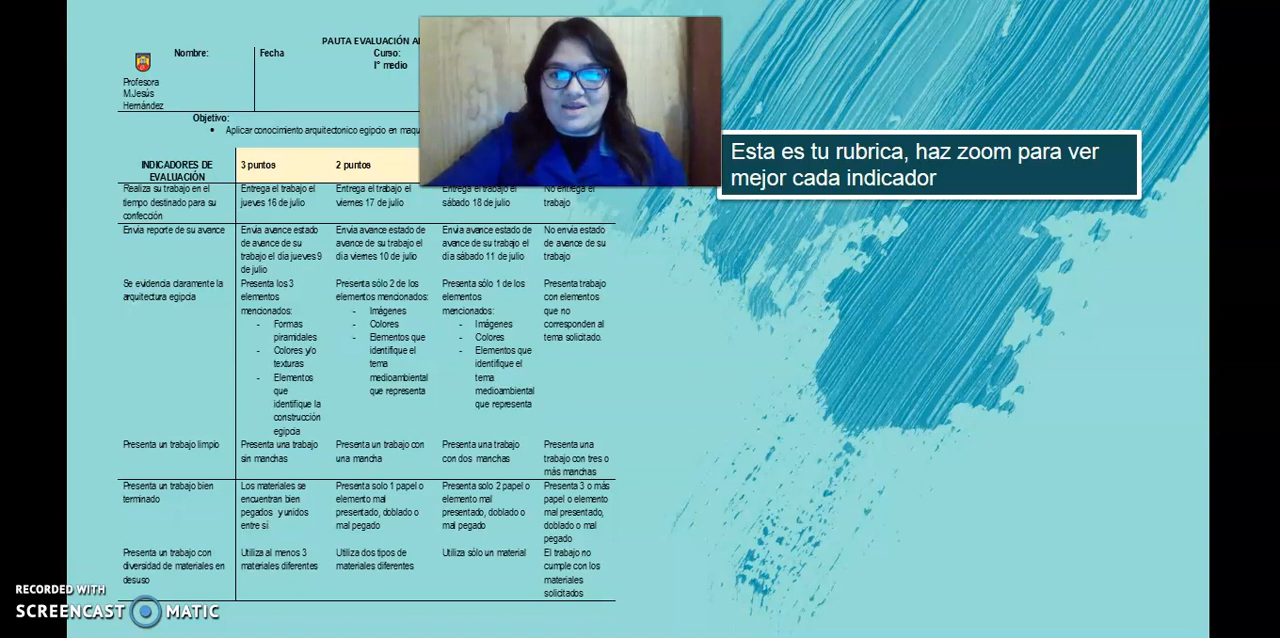 PAUTA EVALUACIÓN
Nombre:
Fecha
Curso:
Iº medio
Profesora
M.Jesús
Hernández
Objetivo:
• Aplicar conocimiento arquitectonico egipcio en
INDICADORES DE
EVALUACIÓN
3 puntos
2 puntos
Realiza su trabajo en el
tiempo destinado para su
confección
Entrega el trabajo el
jueves 16 de julio
Entrega el trabajo el
viernes 17 de julio
Entrega el trabajo el
sábado 18 de julio
No entrega el
trabajo
Envia reporte de su avance
Envía avance estado
de avance de su
trabajo el dia jueves 9
de julio
Envía avance estado de
avance de su trabajo el
día viernes 10 de julio
Envía avance estado de
avance de su trabajo el
día sábado 11 de julio
No envía estado
de avance de su
trabajo
Se evidencia claramente la
arquitectura egipcia
Presenta los 3
elementos
mencionados:
- Formas
piramidales
- Colores y/o
texturas
- Elementos
que
identifique la
construcción
egipcia
Presenta sólo 2 de los
elementos mencionados:
- Imágenes
- Colores
- Elementos que
identifique el
tema
medioambiental
que representa
Presenta sólo 1 de los
elementos
mencionados:
- Imágenes
- Colores
- Elementos que
identifique el
tema
medioambiental
que representa
Presenta trabajo
con elementos
que no
corresponden al
tema solicitado.
Presenta un trabajo limpio
Presenta una trabajo
sin manchas
Presenta un trabajo con
una mancha
Presenta una trabajo
con dos manchas
Presenta una
trabajo con tres o
más manchas
Presenta un trabajo bien
terminado
Los materiales se
encuentran bien
pegados y unidos
entre sí
Presenta solo 1 papel o
elemento mal
presentado, doblado o
mal pegado
Presenta solo 2 papel o
elemento mal
presentado, doblado o
mal pegado
Presenta 3 o más
papel o elemento
mal presentado,
doblado o mal
pegado
Presenta un trabajo con
diversidad de materiales en
desuso
Utiliza al menos 3
materiales diferentes
Utiliza dos tipos de
materiales diferentes
Utiliza sólo un material
El trabajo no
cumple con los
materiales
solicitados
Esta es tu rubrica, haz zoom para ver
mejor cada indicador
RECORDED WITH
SCREENCAST MATIC